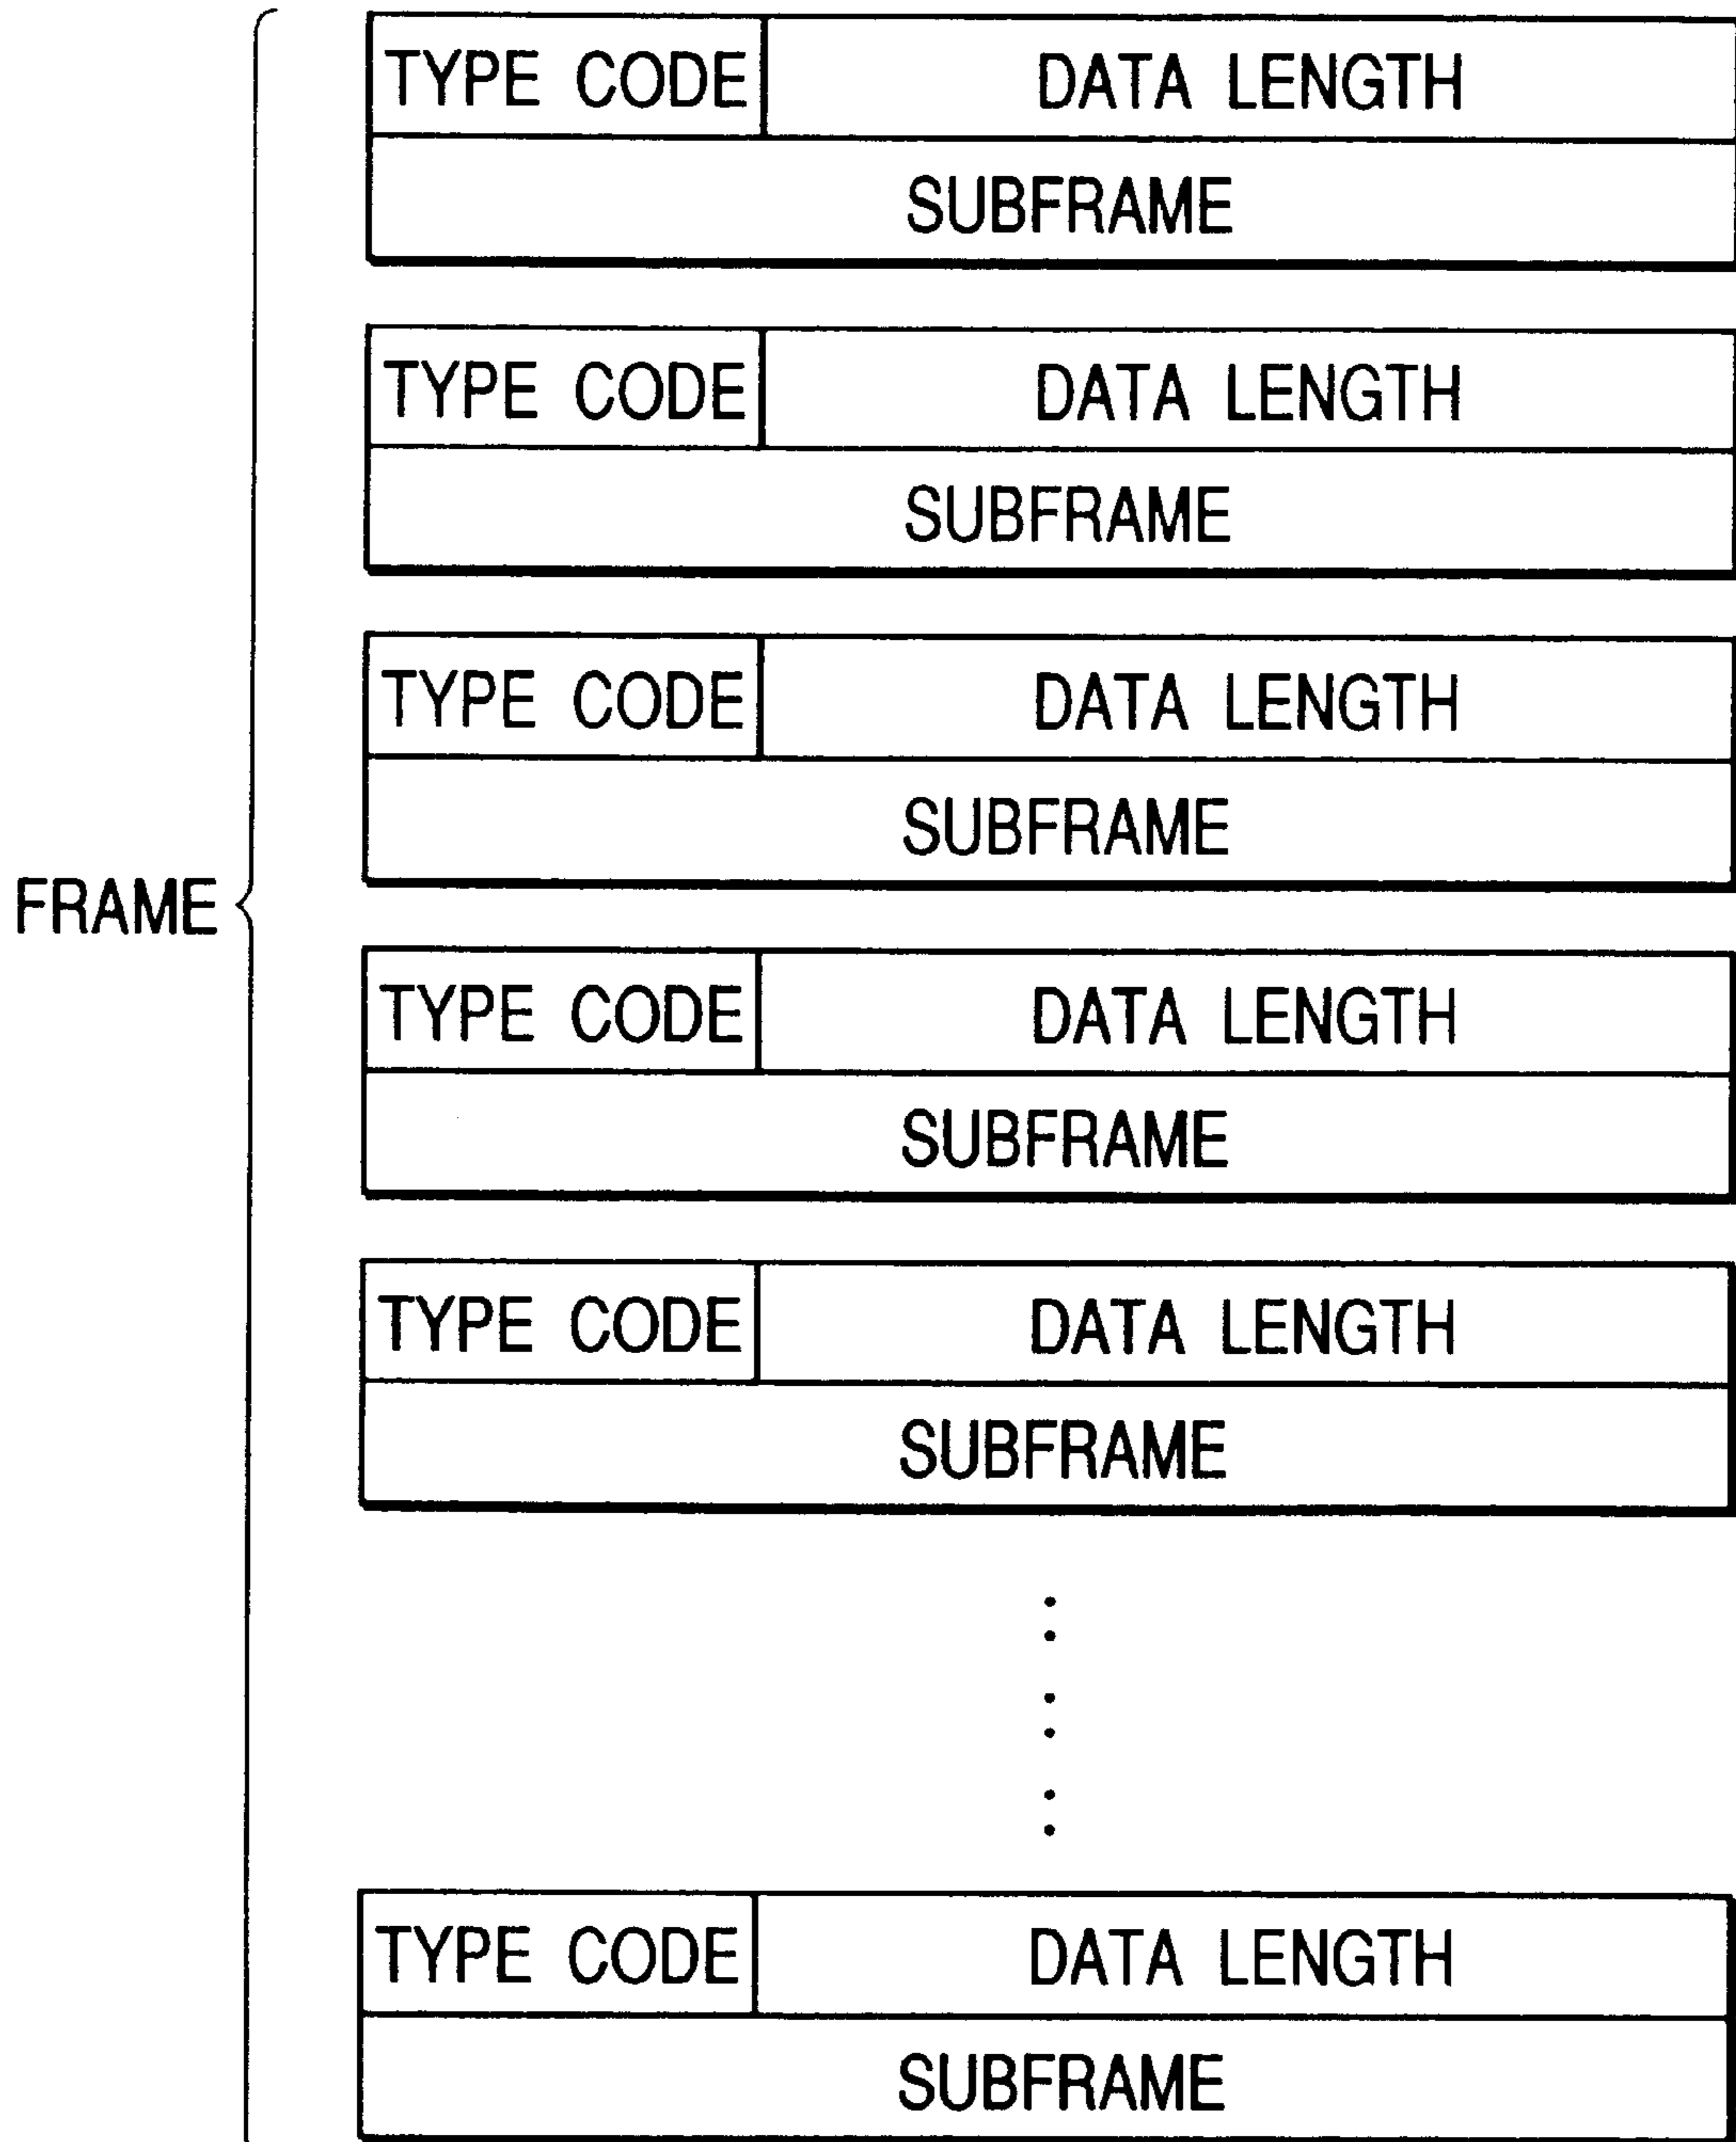 TYPE CODE DATA LENGTH
SUBFRAME
TYPE CODE DATA LENGTH
SUBFRAME
TYPE CODE DATA LENGTH
SUBFRAME
FRAME
TYPE CODE DATA LENGTH
SUBFRAME
TYPE CODE DATA LENGTH
SUBFRAME
TYPE CODE DATA LENGTH
SUBFRAME